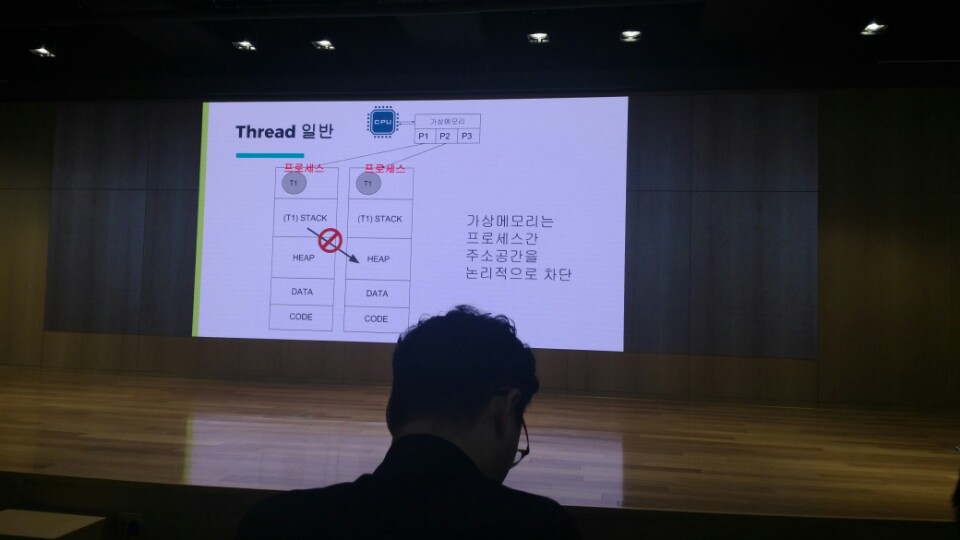 Thread 일반
CPU
가상메모리
P1 P2 P3
프로세스 프로세스
T1 T1
(T1) STACK (T1) STACK
HEAP HEAP
DATA DATA
CODE CODE
가상메모리는
프로세스간
주소공간을
논리적으로 차단